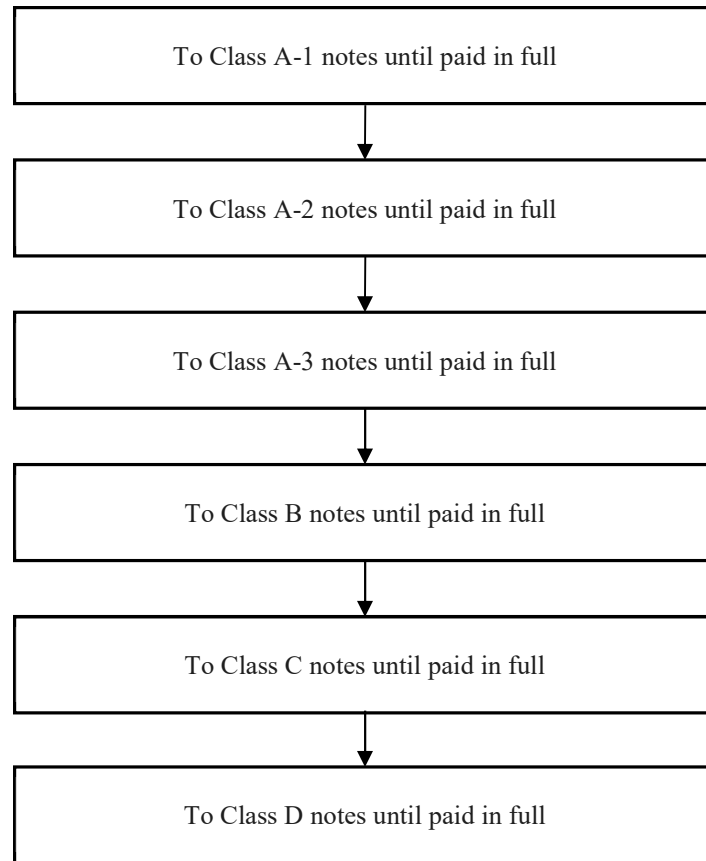 To Class A-1 notes until paid in full
To Class A-2 notes until paid in full
To Class A-3 notes until paid in full
To Class B notes until paid in full
To Class C notes until paid in full
To Class D notes until paid in full